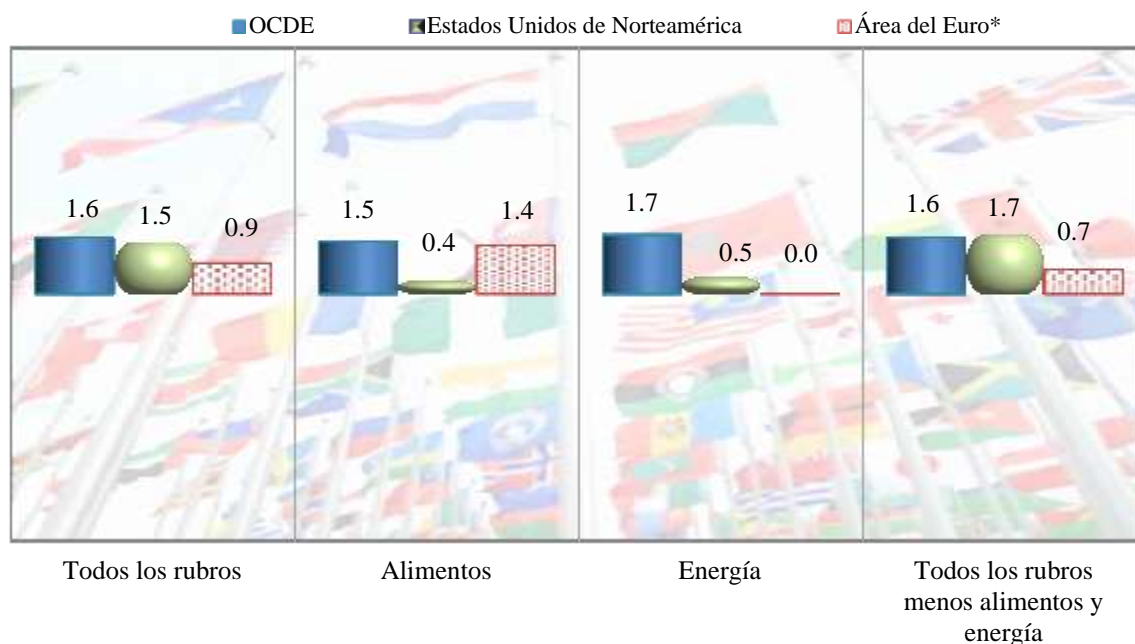 OCDE Estados Unidos de Norteamérica Área del Euro*
1.6 1.5 0.9 1.5 0.4 1.4 1.7 0.5 0.0 1.6 1.7 0.7
Todos los rubros Alimentos Energía Todos los rubros
menos alimentos y
energía